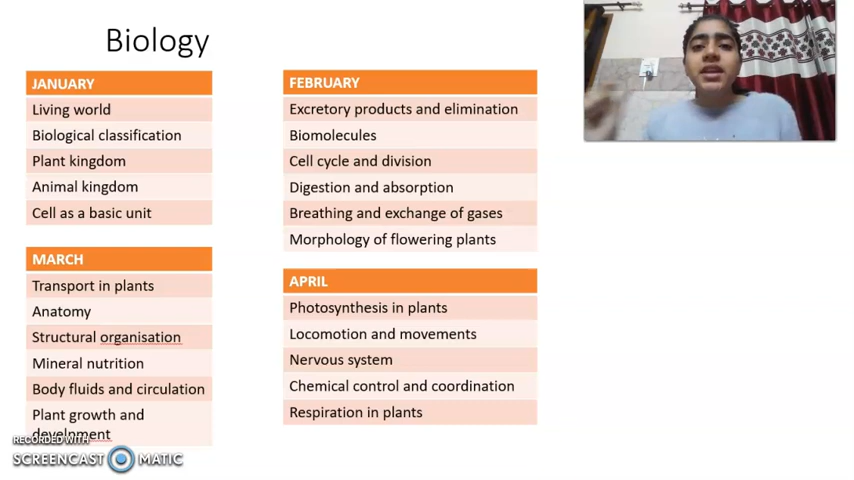 Biology
JANUARY
Living world
Biological classification
Plant kingdom
Animal kingdom
Cell as a basic unit
FEBRUARY
Excretory products and elimination
Biomolecules
Cell cycle and division
Digestion and absorption
Breathing and exchange of gases
Morphology of flowering plants
MARCH
Transport in plants
Anatomy
Structural organisation
Mineral nutrition
Body fluids and circulation
Plant growth and
APRIL
Photosynthesis in plants
Locomotion and movements
Nervous system
Chemical control and coordination
Respiration in plants
RECORDED WITH
SCREENCAST MATIC